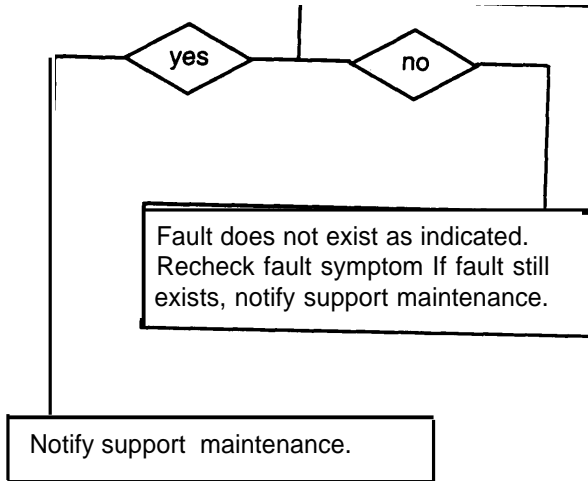 yes
no
Fault does not exist as indicated.
Recheck fault symptom If fault still
exists, notify support maintenance.
Notify support maintenance.